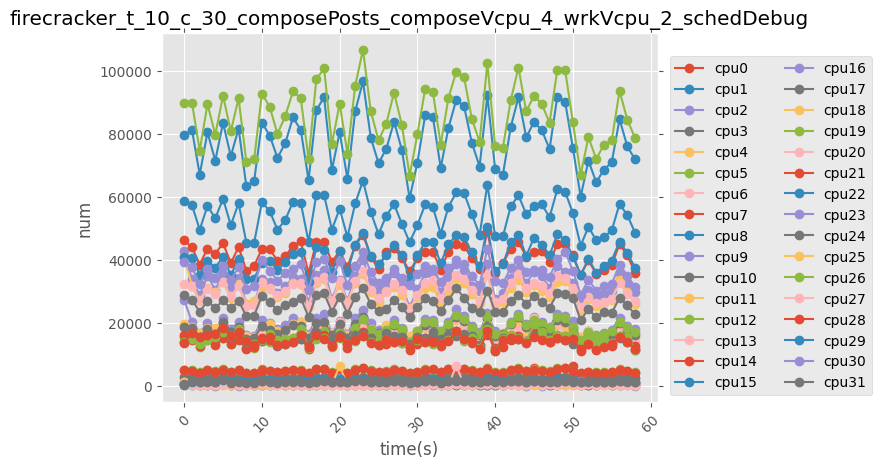 firecracker_t_10_c_30_composePosts_composeVcpu_4_wrkVcpu_2_schedDebug
num
100000
80000
60000
40000
20000
0
0
10
20
30
40
50
60
time(s)
cpu0
cpu1
cpu2
cpu3
cpu4
cpu5
cpu6
cpu7
cpu8
cpu9
cpu10
cpu11
cpu12
cpu13
cpu14
cpu15
cpu16
cpu17
cpu18
cpu19
cpu20
cpu21
cpu22
cpu23
cpu24
cpu25
cpu26
cpu27
cpu28
cpu29
cpu30
cpu31